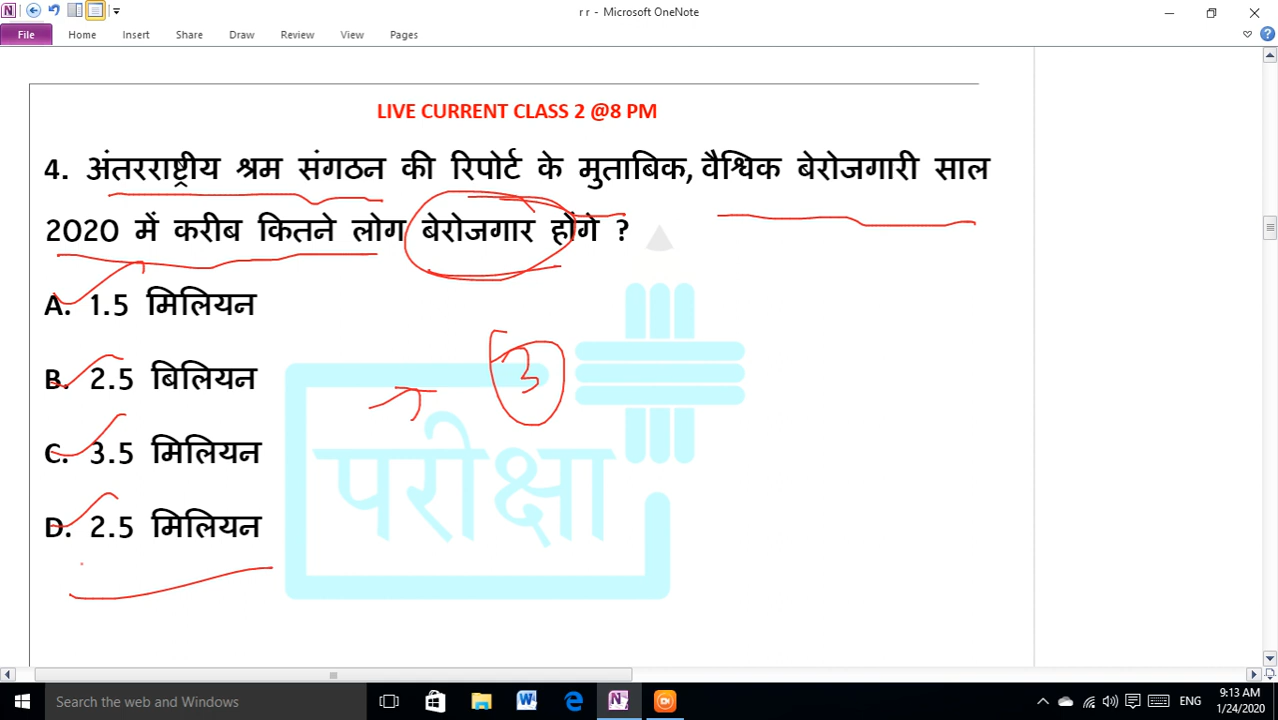 r r - Microsoft OneNote
File Home Insert Share Draw Review View Pages
LIVE CURRENT CLASS 2 @8 PM
4. अंतरराष्ट्रीय श्रम संगठन की रिपोर्ट के मुताबिक, वैश्विक बेरोजगारी साल
2020 में करीब कितने लोग बेरोजगार होंगे ?
A. 1.5 मिलियन
B. 2.5 बिलियन
3
C. 3.5 मिलियन
परीक्षा
D. 2.5 मिलियन
Search the web and Windows
ENG
9:13 AM
1/24/2020